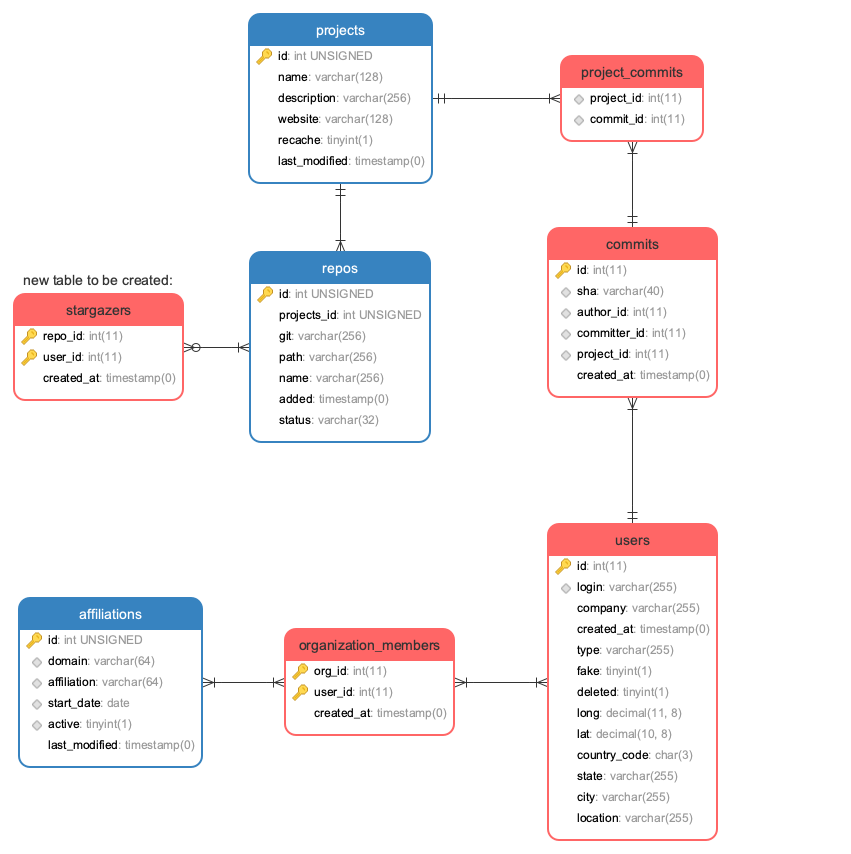 projects
id: int UNSIGNED
name: varchar(128)
description: varchar(256)
website: varchar(128)
recache: tinyint(1)
last_modified: timestamp(0)
project_commits
project_id: int(11)
commit_id: int(11)
new table to be created:
stargazers
repo_id: int(11)
user_id: int(11)
created_at: timestamp(0)
repos
id: int UNSIGNED
projects_id: int UNSIGNED
git: varchar(256)
path: varchar(256)
name: varchar(256)
added: timestamp(0)
status: varchar(32)
commits
id: int(11)
sha: varchar(40)
author_id: int(11)
committer_id: int(11)
project_id: int(11)
created_at: timestamp(0)
affiliations
id: int UNSIGNED
domain: varchar(64)
affiliation: varchar(64)
start_date: date
active: tinyint(1)
last_modified: timestamp(0)
organization_members
org_id: int(11)
user_id: int(11)
created_at: timestamp(0)
users
id: int(11)
login: varchar(255)
company: varchar(255)
created_at: timestamp(0)
type: varchar(255)
fake: tinyint(1)
deleted: tinyint(1)
long: decimal(11, 8)
lat: decimal(10, 8)
country_code: char(3)
state: varchar(255)
city: varchar(255)
location: varchar(255)